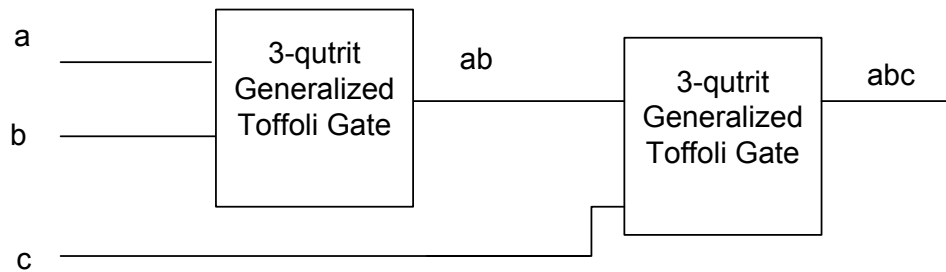 a
3-qutrit
Generalized
Toffoli Gate
ab
3-qutrit
Generalized
Toffoli Gate
abc
b
c